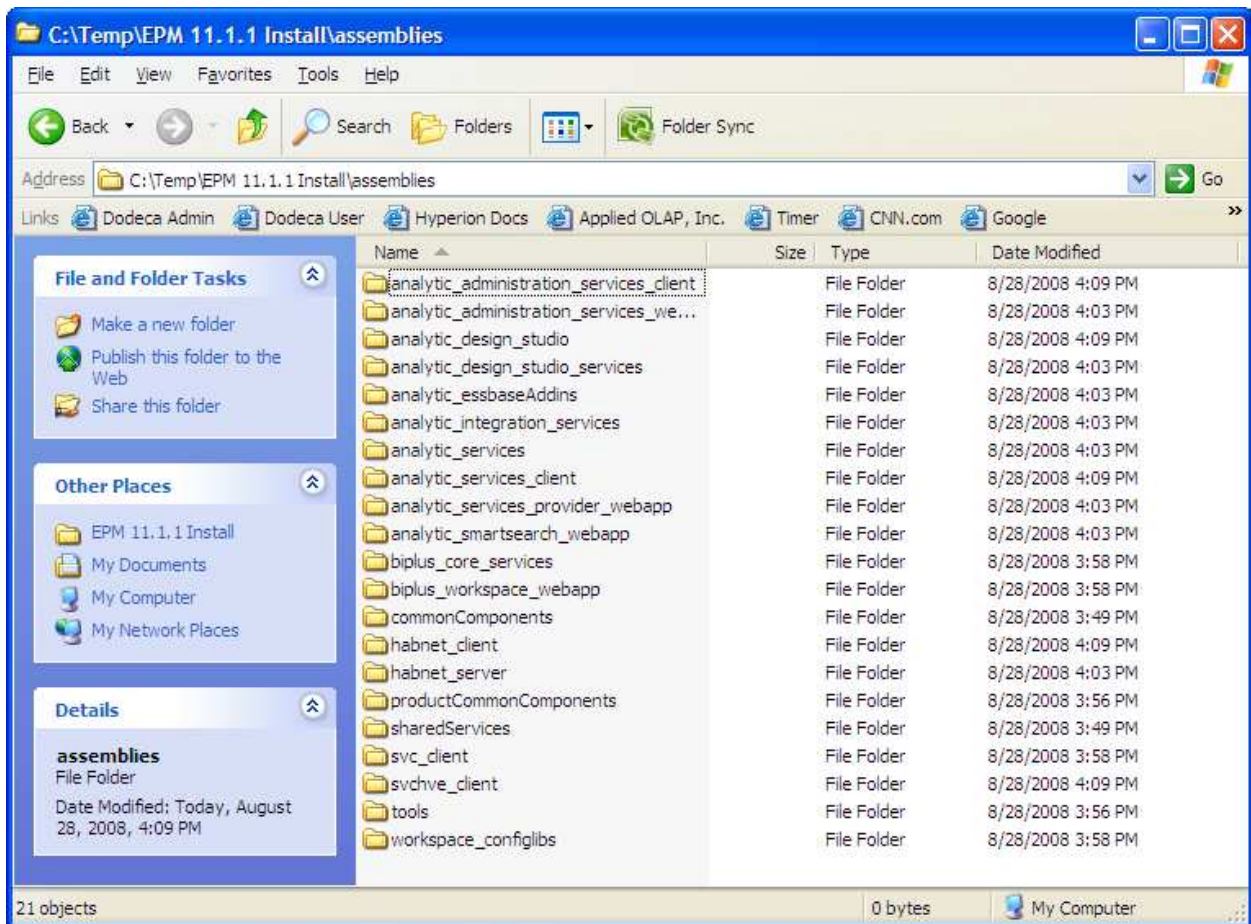 C:\Temp\EPM 11.1.1 Install\assemblies
File Edit View Favorites Tools Help
Back Search Folders Folder Sync
Address C:\Temp\EPM 11.1.1 Install\assemblies Go
Links Dodeca Admin Dodeca User Hyperion Docs Applied OLAP, Inc. Timer CNN.com Google »
File and Folder Tasks
Make a new folder
Publish this folder to the
Web
Share this folder
Other Places
EPM 11.1.1 Install
My Documents
My Computer
My Network Places
Details
assemblies
File Folder
Date Modified: Today, August
28, 2008, 4:09 PM
Name Size Type Date Modified
analytic_administration_services_client File Folder 8/28/2008 4:09 PM
analytic_administration_services_we... File Folder 8/28/2008 4:03 PM
analytic_design_studio File Folder 8/28/2008 4:09 PM
analytic_design_studio_services File Folder 8/28/2008 4:03 PM
analytic_essbaseAddins File Folder 8/28/2008 4:03 PM
analytic_integration_services File Folder 8/28/2008 4:03 PM
analytic_services File Folder 8/28/2008 4:03 PM
analytic_services_client File Folder 8/28/2008 4:09 PM
analytic_services_provider_webapp File Folder 8/28/2008 4:03 PM
analytic_smartsearch_webapp File Folder 8/28/2008 4:03 PM
biplus_core_services File Folder 8/28/2008 3:58 PM
biplus_workspace_webapp File Folder 8/28/2008 3:58 PM
commonComponents File Folder 8/28/2008 3:49 PM
habnet_client File Folder 8/28/2008 4:09 PM
habnet_server File Folder 8/28/2008 4:03 PM
productCommonComponents File Folder 8/28/2008 3:56 PM
sharedServices File Folder 8/28/2008 3:49 PM
svc_client File Folder 8/28/2008 3:58 PM
svchve_client File Folder 8/28/2008 4:09 PM
tools File Folder 8/28/2008 3:56 PM
workspace_configlibs File Folder 8/28/2008 3:58 PM
21 objects 0 bytes My Computer